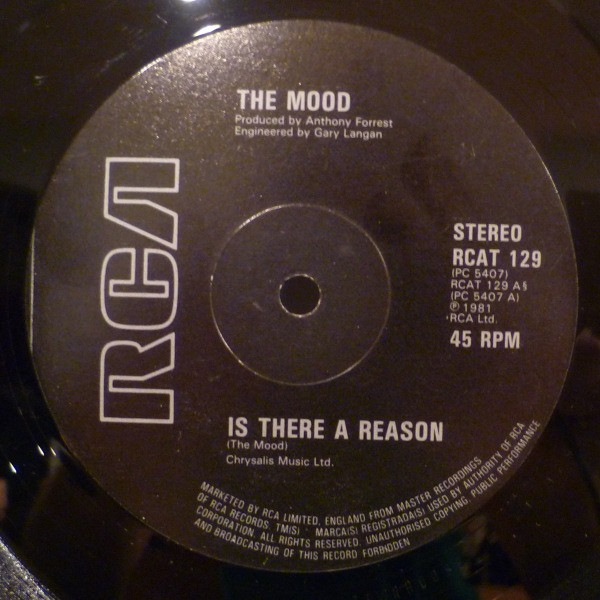 THE MOOD
Produced by Anthony Forrest
Engineered by Gary Langan
RCA
STEREO
RCAT 129
(PC 5407)
RCAT 129 A§
(PC 5407 A)
℗ 1981
RCA Ltd.
45 RPM
IS THERE A REASON
(The Mood)
Chrysalis Music Ltd.
MARKETED BY RCA LIMITED, ENGLAND FROM MASTER RECORDINGS
OF RCA RECORDS. TM(S) ® MARCA(S) REGISTRADA(S) USED BY AUTHORITY OF RCA
CORPORATION. ALL RIGHTS RESERVED. UNAUTHORISED COPYING, PUBLIC PERFORMANCE
AND BROADCASTING OF THIS RECORD FORBIDDEN